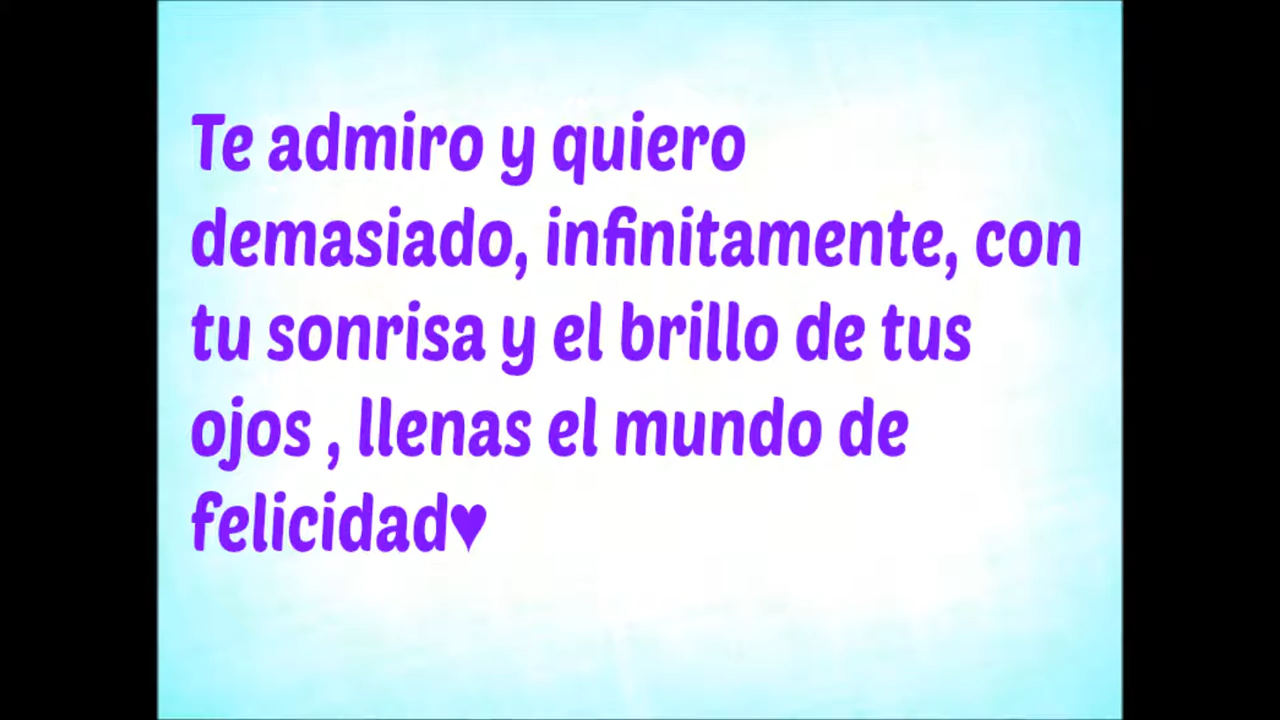 Te admiro y quiero
demasiado, infinitamente, con
tu sonrisa y el brillo de tus
ojos , llenas el mundo de
felicidad♥